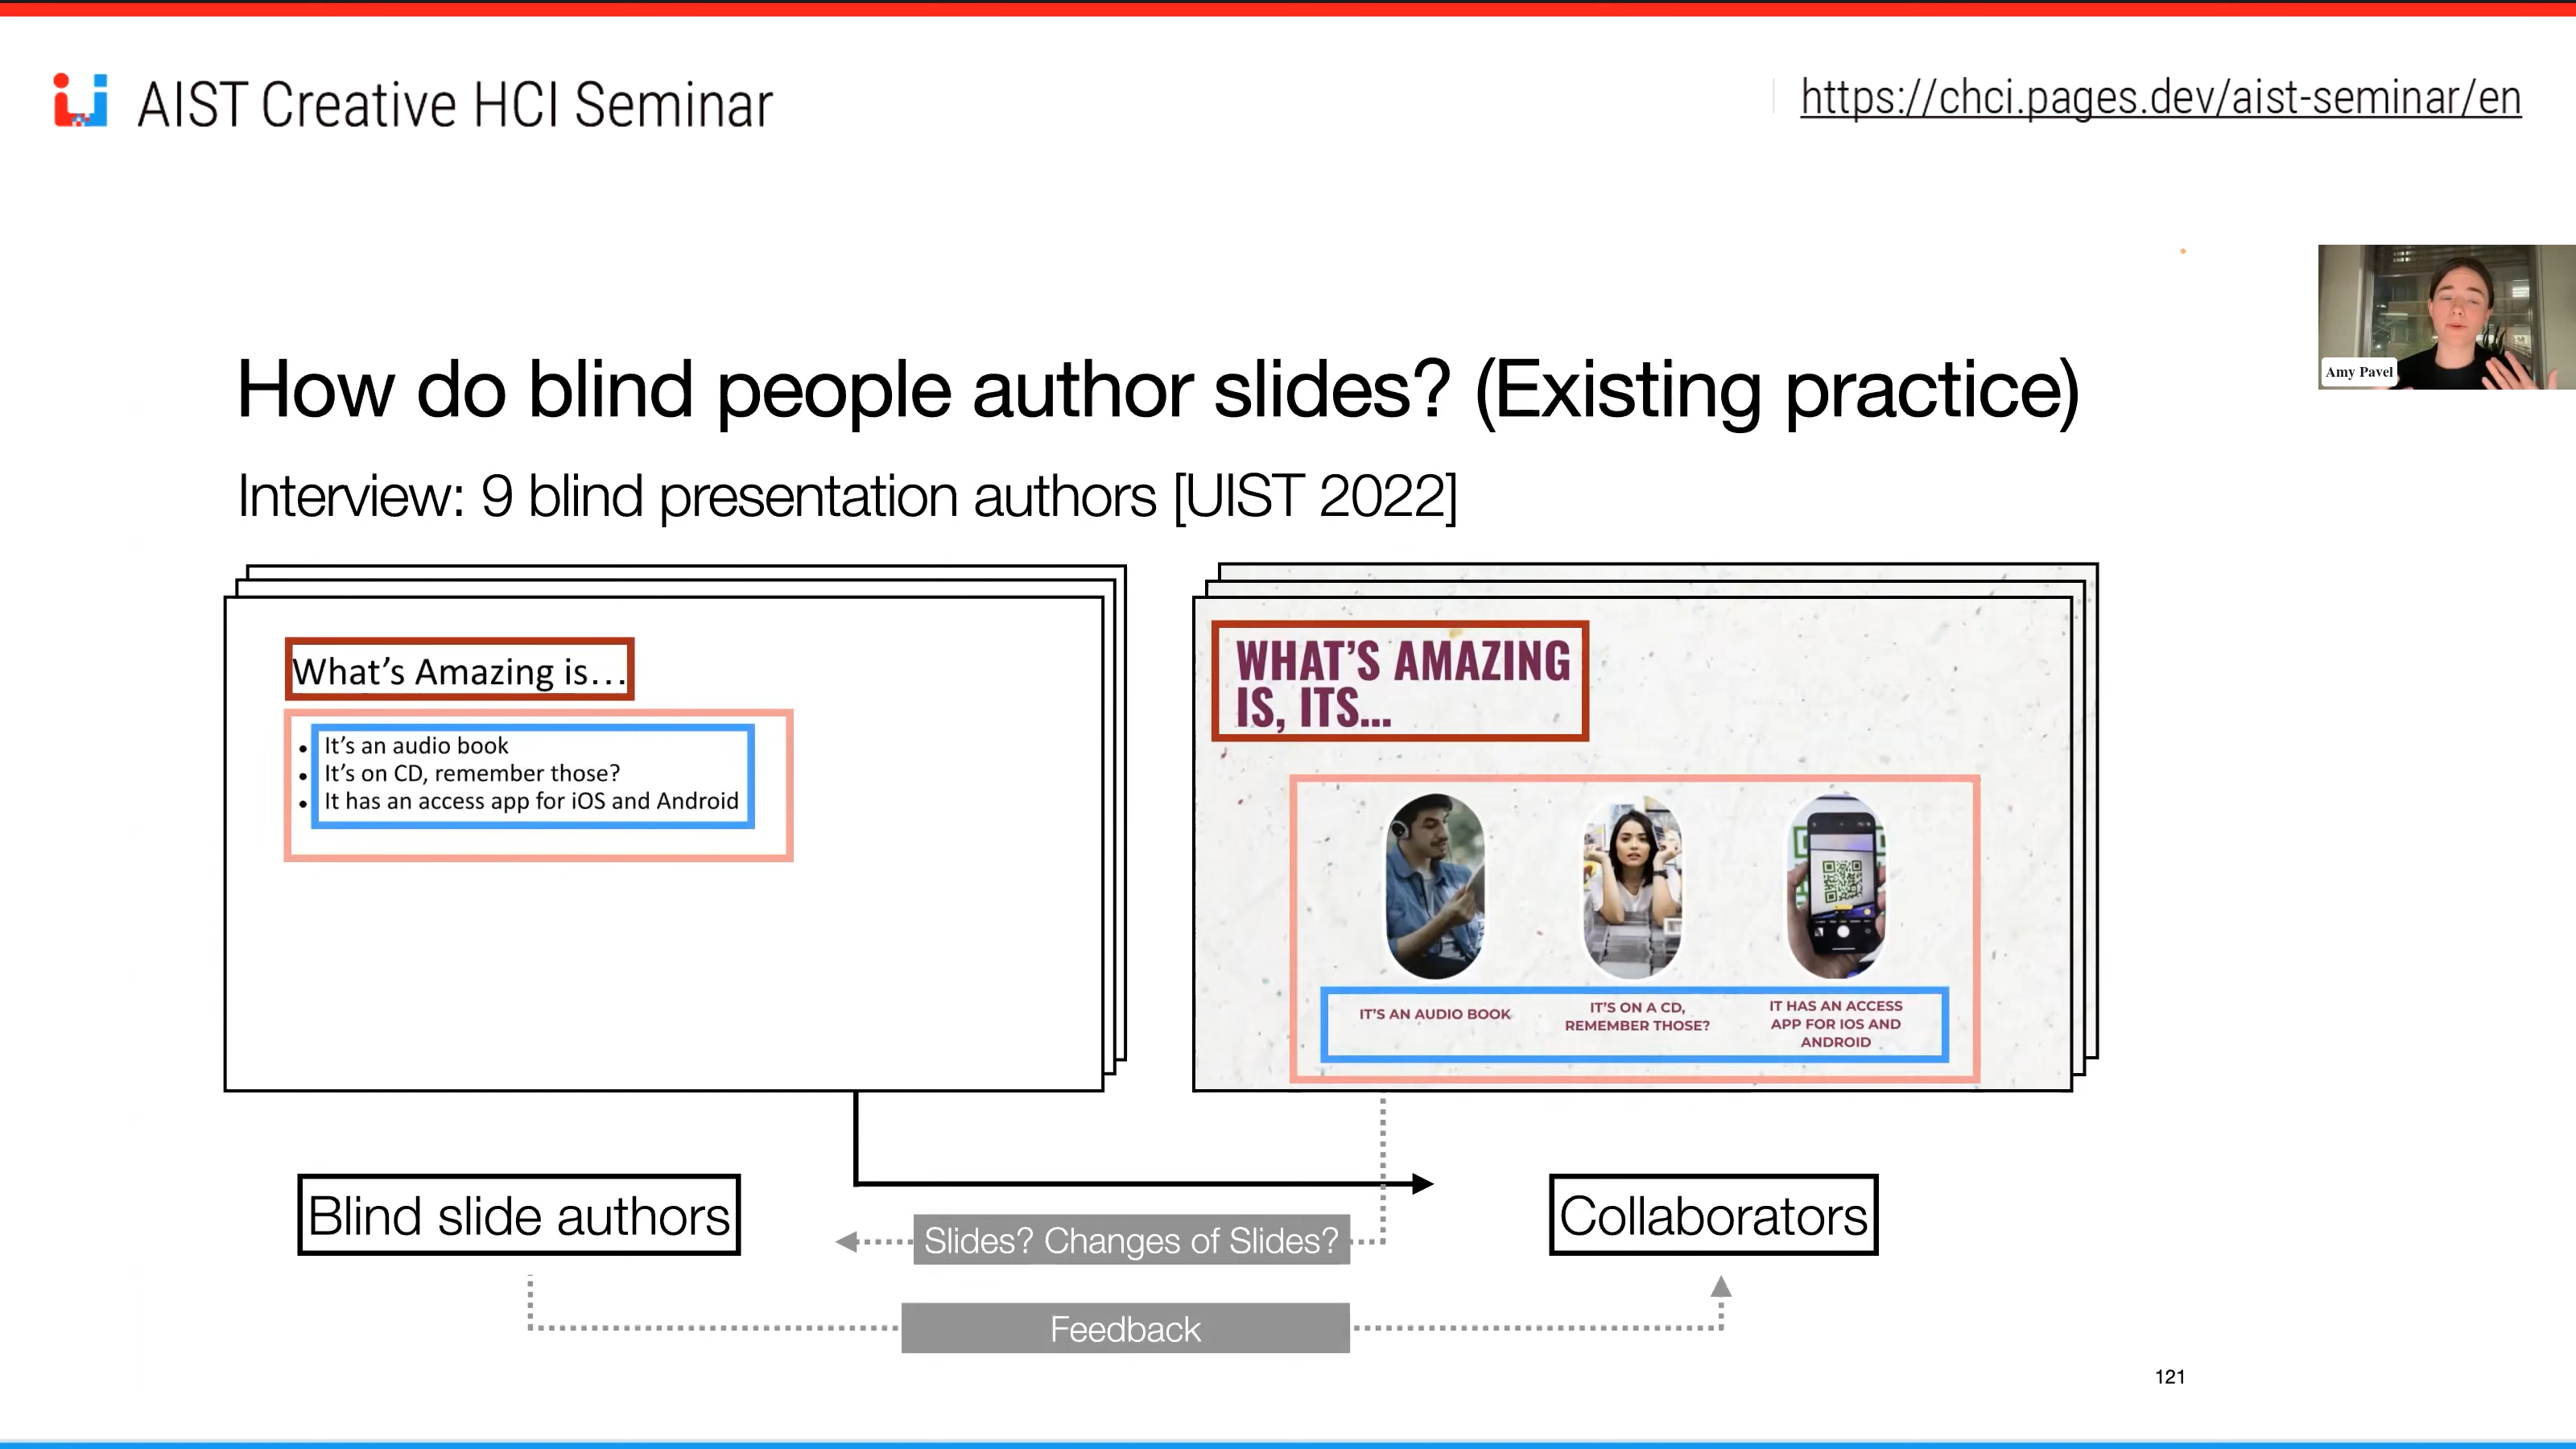 AIST Creative HCI Seminar
https://chci.pages.dev/aist-seminar/en
Amy Pavel
How do blind people author slides? (Existing practice)
Interview: 9 blind presentation authors [UIST 2022]
What's Amazing is…
• It's an audio book
• It's on CD, remember those?
• It has an access app for iOS and Android
WHAT'S AMAZING
IS, ITS...
IT'S AN AUDIO BOOK
IT'S ON A CD,
REMEMBER THOSE?
IT HAS AN ACCESS
APP FOR IOS AND
ANDROID
Blind slide authors
Collaborators
Slides? Changes of Slides?
Feedback
121